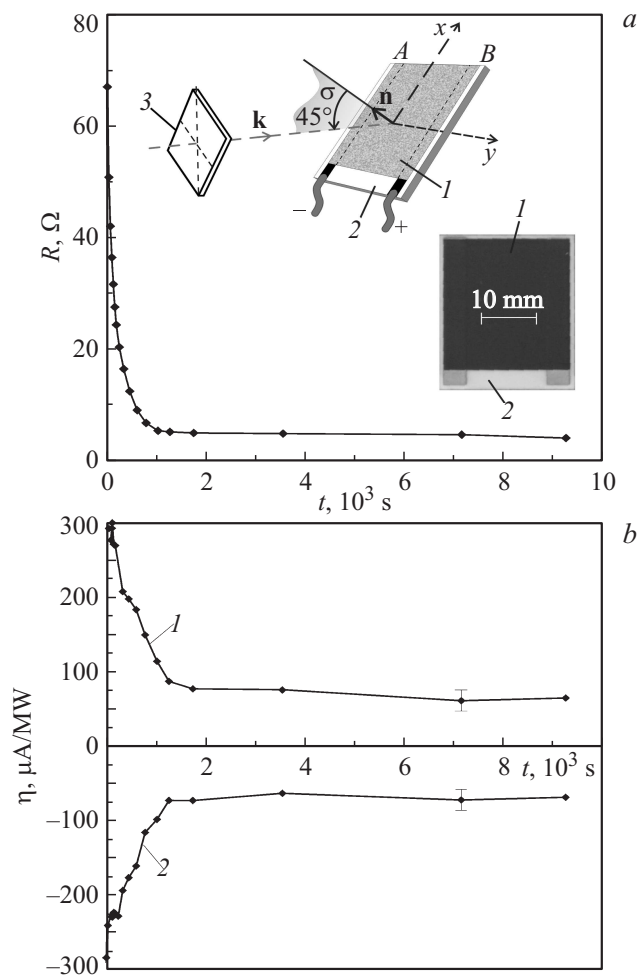 a
80
60
40
20
0
R, Ω
0 2 4 6 8 10
t, 10³ s
3
k
σ
45°
n
A
B
x
y
1
2
–
+
1
10 mm
2
b
300
200
100
0
–100
–200
–300
η, µA/MW
1
2 4 6 8 t, 10³ s
2